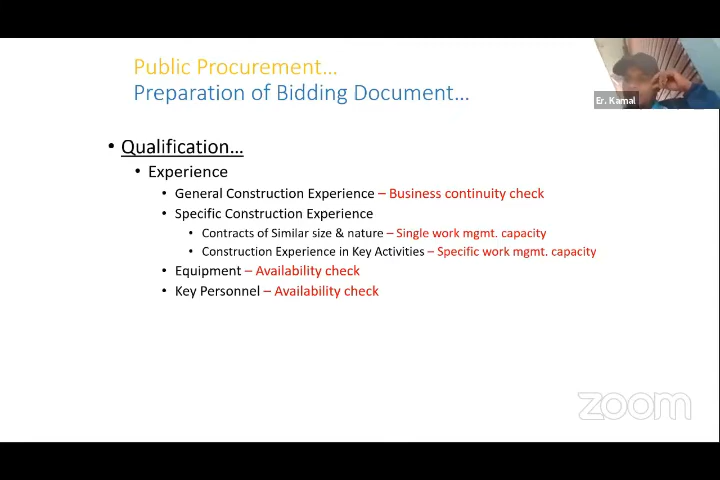 Public Procurement…
Preparation of Bidding Document…
Er. Kamal
• Qualification…
• Experience
• General Construction Experience – Business continuity check
• Specific Construction Experience
• Contracts of Similar size & nature – Single work mgmt. capacity
• Construction Experience in Key Activities – Specific work mgmt. capacity
• Equipment – Availability check
• Key Personnel – Availability check
zoom